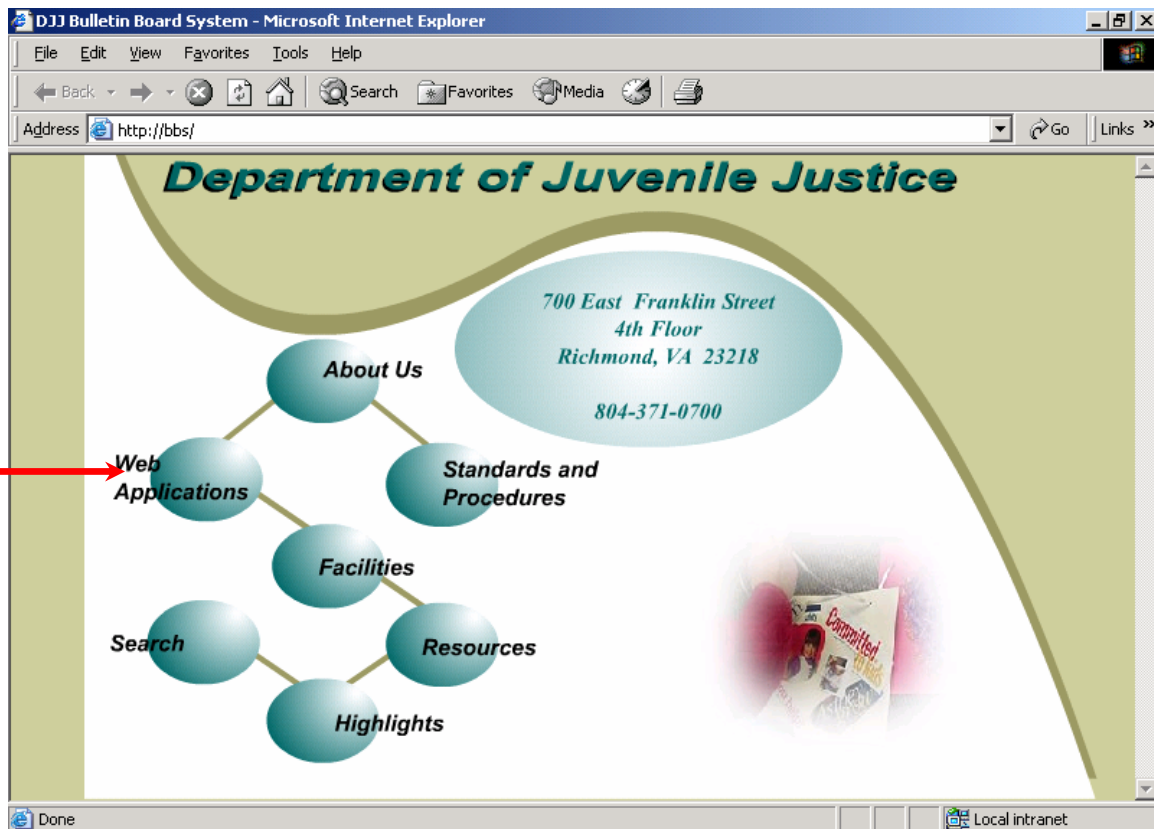 DJJ Bulletin Board System - Microsoft Internet Explorer
File Edit View Favorites Tools Help
Back Search Favorites Media
Address http://bbs/ Go Links »
Department of Juvenile Justice
700 East Franklin Street
4th Floor
Richmond, VA 23218
804-371-0700
About Us
Web
Applications
Standards and
Procedures
Facilities
Search
Resources
Highlights
Committed
Done Local intranet